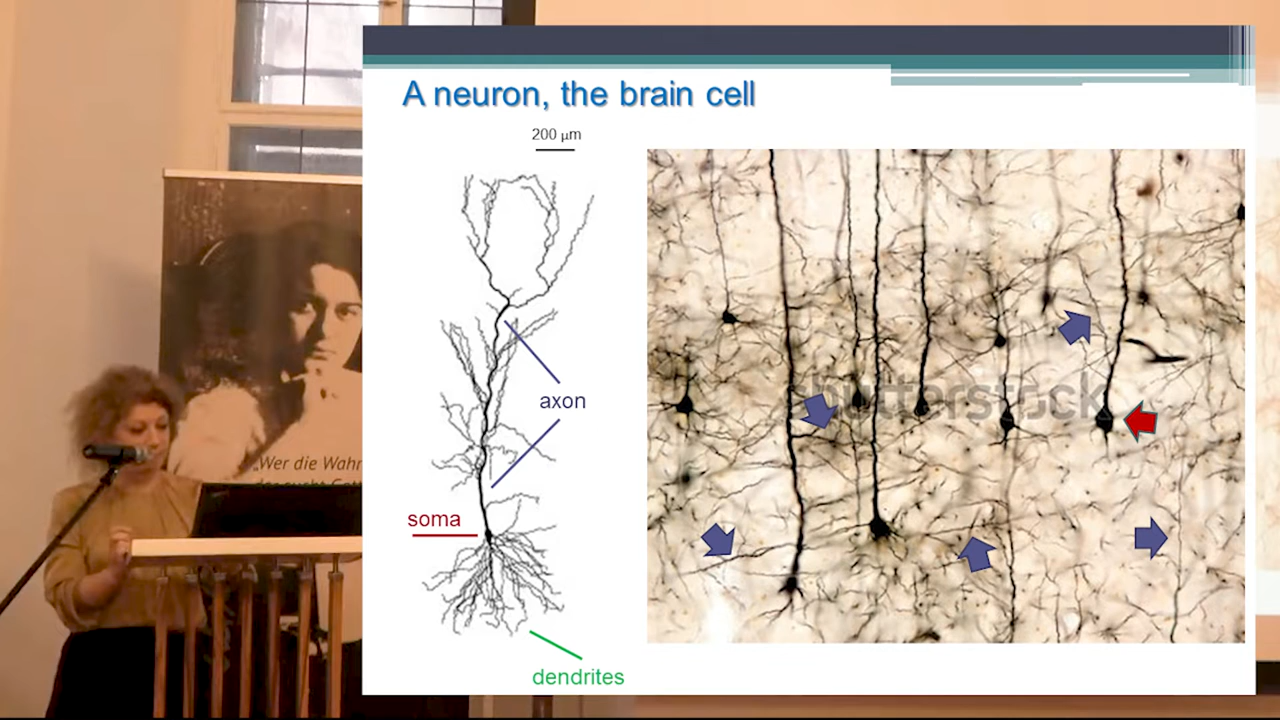 A neuron, the brain cell
200 μm
axon
soma
dendrites
shutterstock
„Wer die Wahr